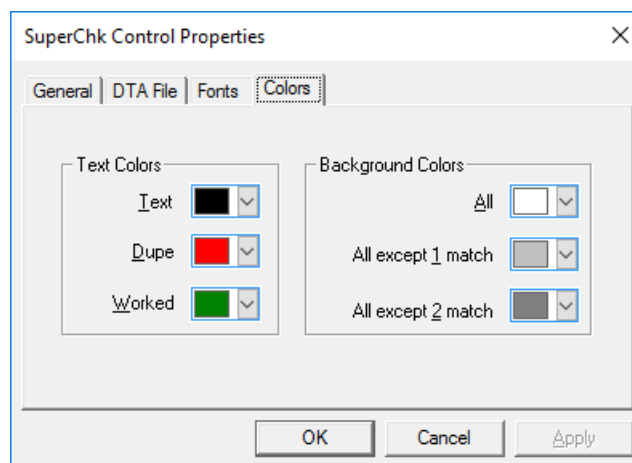 SuperChk Control Properties
General DTA File Fonts Colors
Text Colors
Text
Dupe
Worked
Background Colors
All
All except 1 match
All except 2 match
OK Cancel Apply